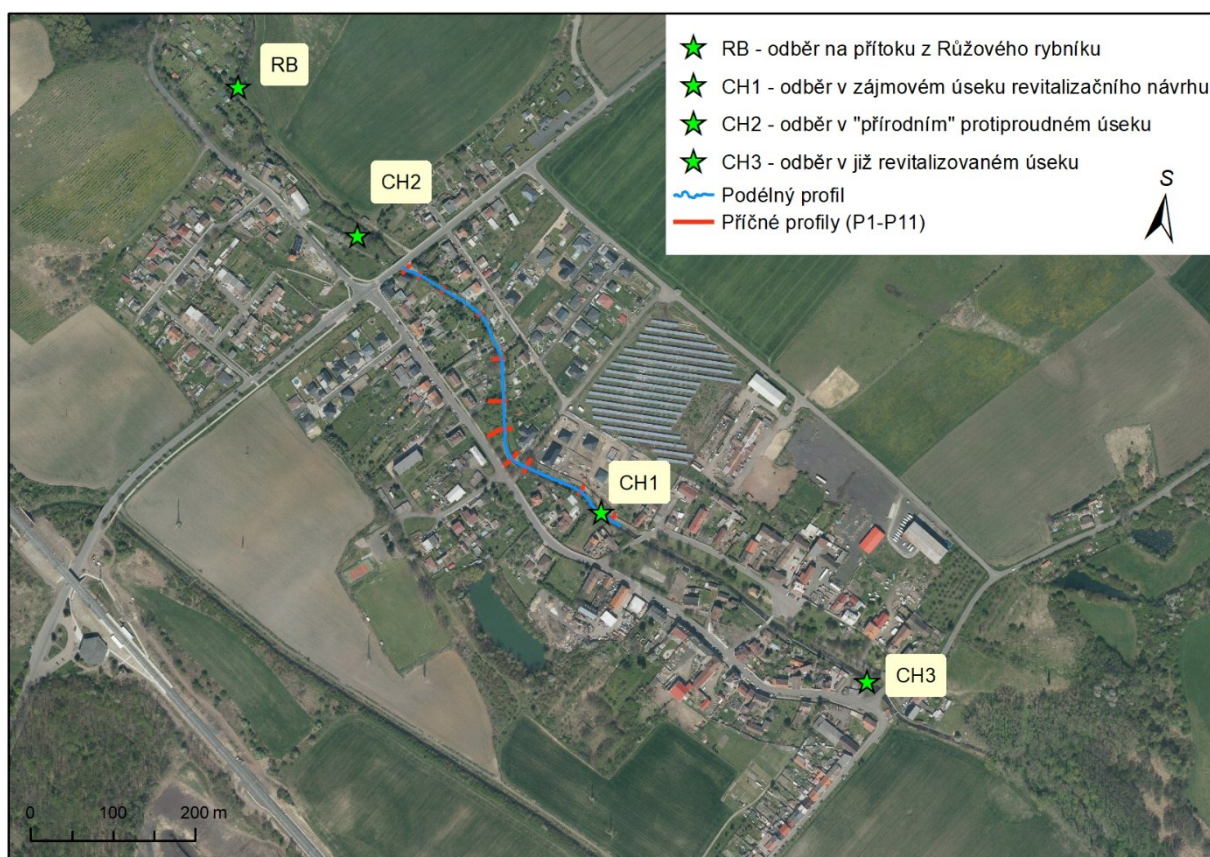 RB
CH2
CH1
CH3
RB - odběr na přítoku z Růžového rybníku
CH1 - odběr v zájmovém úseku revitalizačního návrhu
CH2 - odběr v "přírodním" protiproudném úseku
CH3 - odběr v již revitalizovaném úseku
Podélný profil
Příčné profily (P1-P11)
S
0 100 200 m